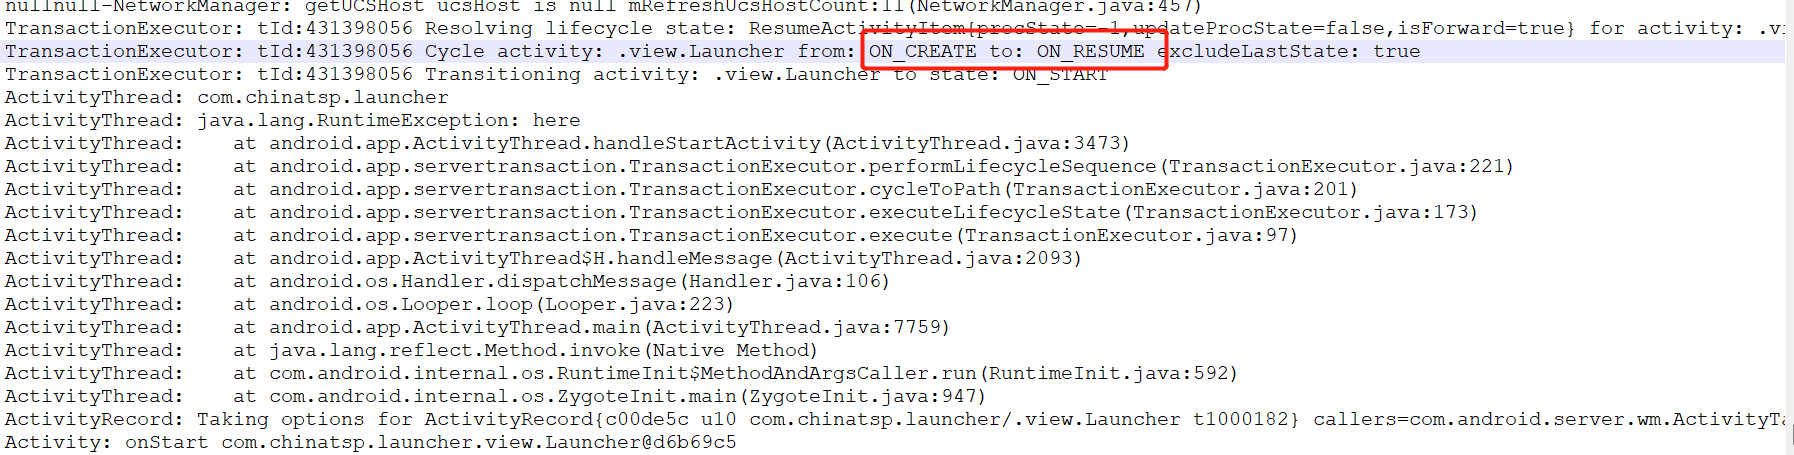 nullnull-NetworkManager: getUCSHost ucsHost is null mRefreshUcsHostCount:11(NetworkManager.java:457)
TransactionExecutor: tId:431398056 Resolving lifecycle state: ResumeActivityItem{procState=-1,updateProcState=false,isForward=true} for activity: .vi
TransactionExecutor: tId:431398056 Cycle activity: .view.Launcher from: ON_CREATE to: ON_RESUME excludeLastState: true
TransactionExecutor: tId:431398056 Transitioning activity: .view.Launcher to state: ON_START
ActivityThread: com.chinatsp.launcher
ActivityThread: java.lang.RuntimeException: here
ActivityThread:    at android.app.ActivityThread.handleStartActivity(ActivityThread.java:3473)
ActivityThread:    at android.app.servertransaction.TransactionExecutor.performLifecycleSequence(TransactionExecutor.java:221)
ActivityThread:    at android.app.servertransaction.TransactionExecutor.cycleToPath(TransactionExecutor.java:201)
ActivityThread:    at android.app.servertransaction.TransactionExecutor.executeLifecycleState(TransactionExecutor.java:173)
ActivityThread:    at android.app.servertransaction.TransactionExecutor.execute(TransactionExecutor.java:97)
ActivityThread:    at android.app.ActivityThread$H.handleMessage(ActivityThread.java:2093)
ActivityThread:    at android.os.Handler.dispatchMessage(Handler.java:106)
ActivityThread:    at android.os.Looper.loop(Looper.java:223)
ActivityThread:    at android.app.ActivityThread.main(ActivityThread.java:7759)
ActivityThread:    at java.lang.reflect.Method.invoke(Native Method)
ActivityThread:    at com.android.internal.os.RuntimeInit$MethodAndArgsCaller.run(RuntimeInit.java:592)
ActivityThread:    at com.android.internal.os.ZygoteInit.main(ZygoteInit.java:947)
ActivityRecord: Taking options for ActivityRecord{c00de5c u10 com.chinatsp.launcher/.view.Launcher t1000182} callers=com.android.server.wm.ActivityTa
Activity: onStart com.chinatsp.launcher.view.Launcher@d6b69c5